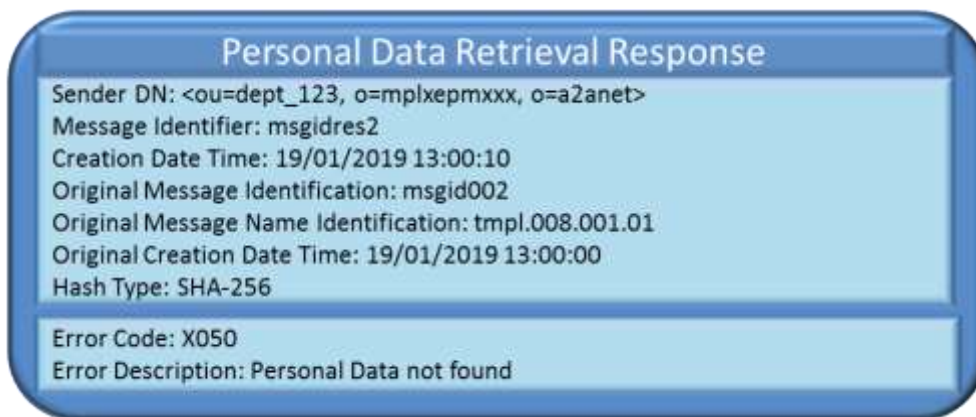 Personal Data Retrieval Response
Sender DN: <ou=dept_123, o=mplxepmxxx, o=a2anet>
Message Identifier: msgidres2
Creation Date Time: 19/01/2019 13:00:10
Original Message Identification: msgid002
Original Message Name Identification: tmpl.008.001.01
Original Creation Date Time: 19/01/2019 13:00:00
Hash Type: SHA-256
Error Code: X050
Error Description: Personal Data not found